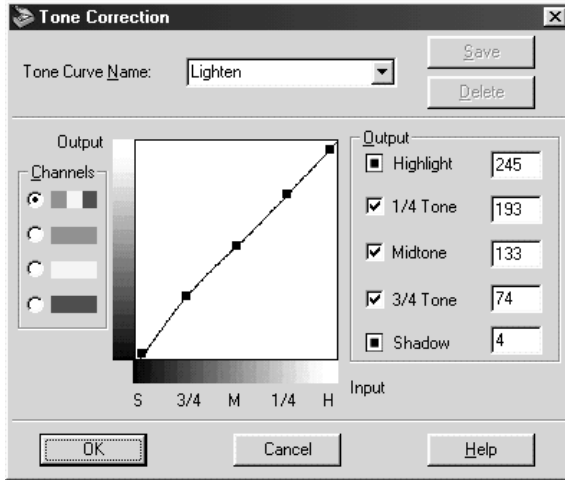 Tone Correction
Tone Curve Name: Lighten
Save
Delete
Output
Channels
Output
Highlight 245
1/4 Tone 193
Midtone 133
3/4 Tone 74
Shadow 4
S 3/4 M 1/4 H
Input
OK Cancel Help